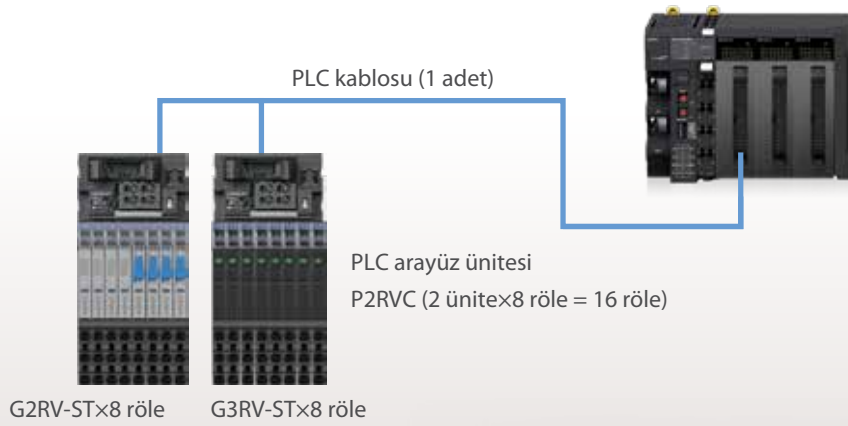 PLC kablosu (1 adet)
PLC arayüz ünitesi
P2RVC (2 ünite×8 röle = 16 röle)
G2RV-ST×8 röle
G3RV-ST×8 röle